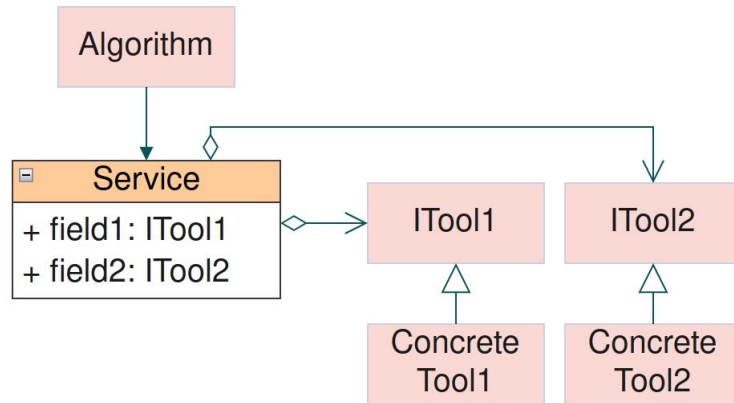 Algorithm
Service
+ field1: ITool1
+ field2: ITool2
ITool1
ITool2
Concrete
Tool1
Concrete
Tool2